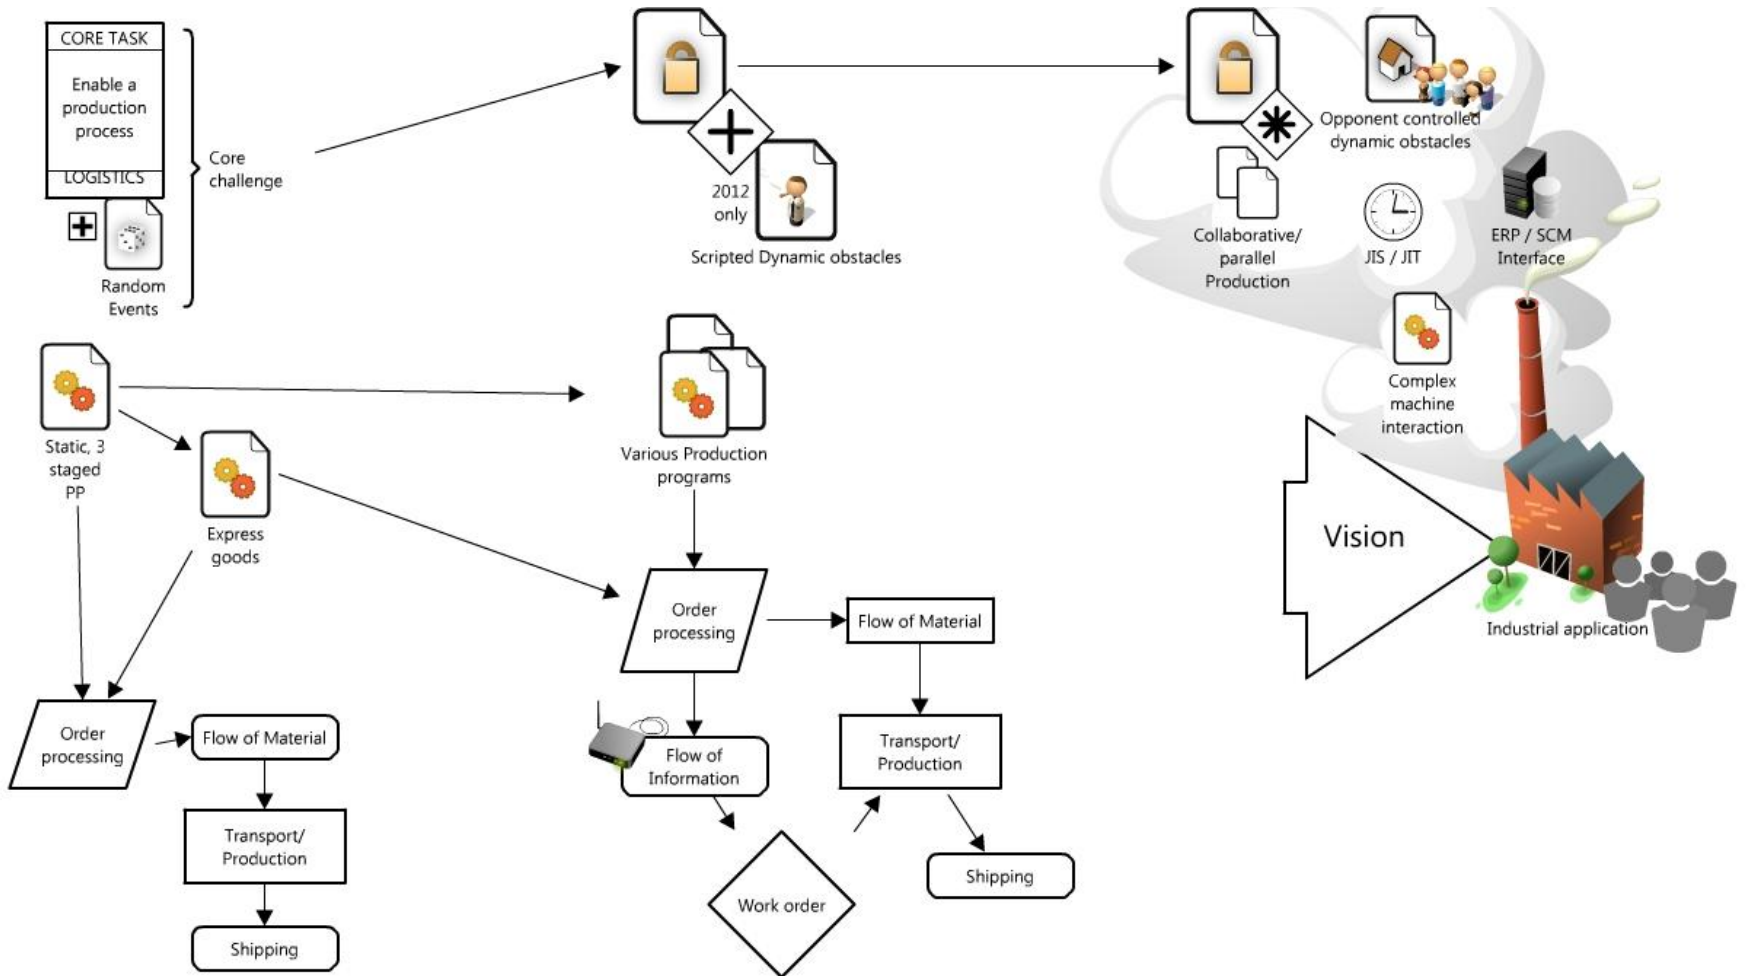 CORE TASK
Enable a
production
process
LOGISTICS
Core
challenge
Random
Events
2012
only
Scripted Dynamic obstacles
Opponent controlled
dynamic obstacles
Collaborative/
parallel
Production
JIS / JIT
ERP / SCM
Interface
Complex
machine
interaction
Static, 3
staged
PP
Express
goods
Various Production
programs
Vision
Industrial application
Order
processing
Flow of Material
Transport/
Production
Shipping
Order
processing
Flow of Material
Flow of
Information
Transport/
Production
Work order
Shipping